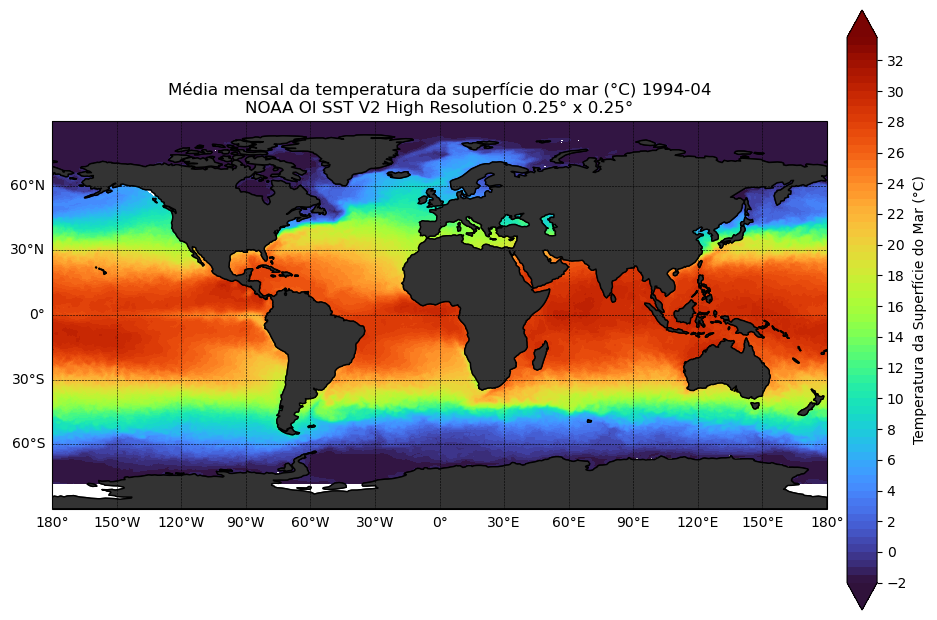 Média mensal da temperatura da superfície do mar (°C) 1994-04
NOAA OI SST V2 High Resolution 0.25° x 0.25°
60°N
30°N
0°
30°S
60°S
180° 150°W 120°W 90°W 60°W 30°W 0° 30°E 60°E 90°E 120°E 150°E 180°
32
30
28
26
24
22
20
18
16
14
12
10
8
6
4
2
0
−2
Temperatura da Superfície do Mar (°C)